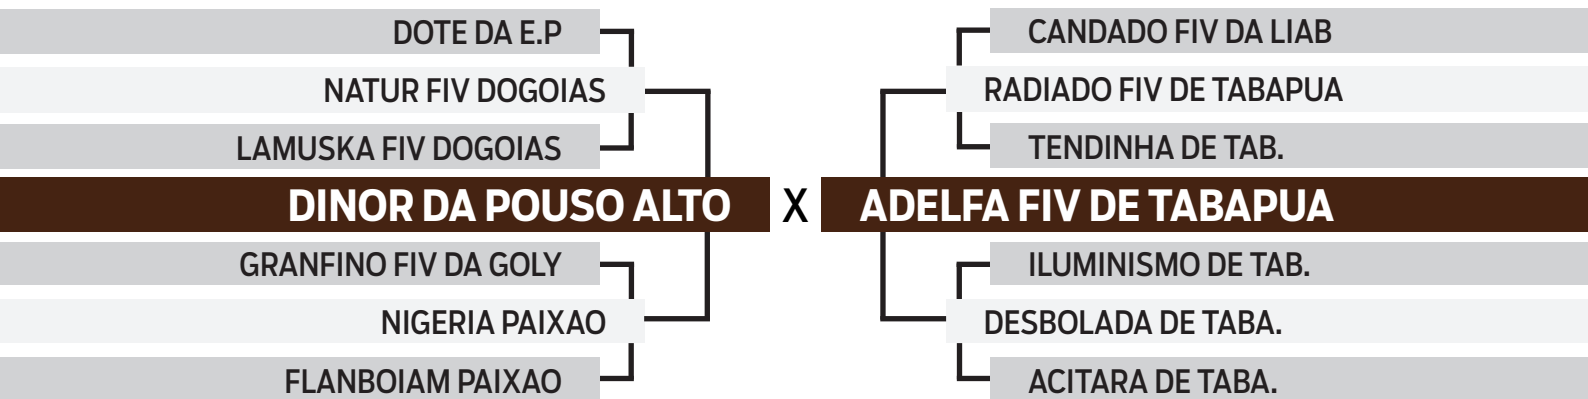 DOTE DA E.P
NATUR FIV DOGOIAS
LAMUSKA FIV DOGOIAS
DINOR DA POUSO ALTO
GRANFINO FIV DA GOLY
NIGERIA PAIXAO
FLANBOIAM PAIXAO
X
CANDADO FIV DA LIAB
RADIADO FIV DE TABAPUA
TENDINHA DE TAB.
ADELFA FIV DE TABAPUA
ILUMINISMO DE TAB.
DESBOLADA DE TABA.
ACITARA DE TABA.